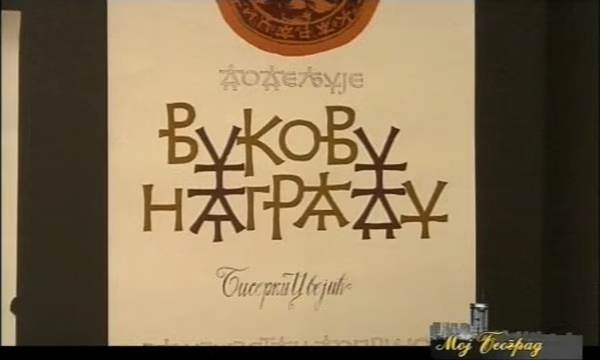 ДОДЕЉУЈЕ
ВУКОВУ
НАГРАДУ
Бисерки Цвејић
Мој Београд